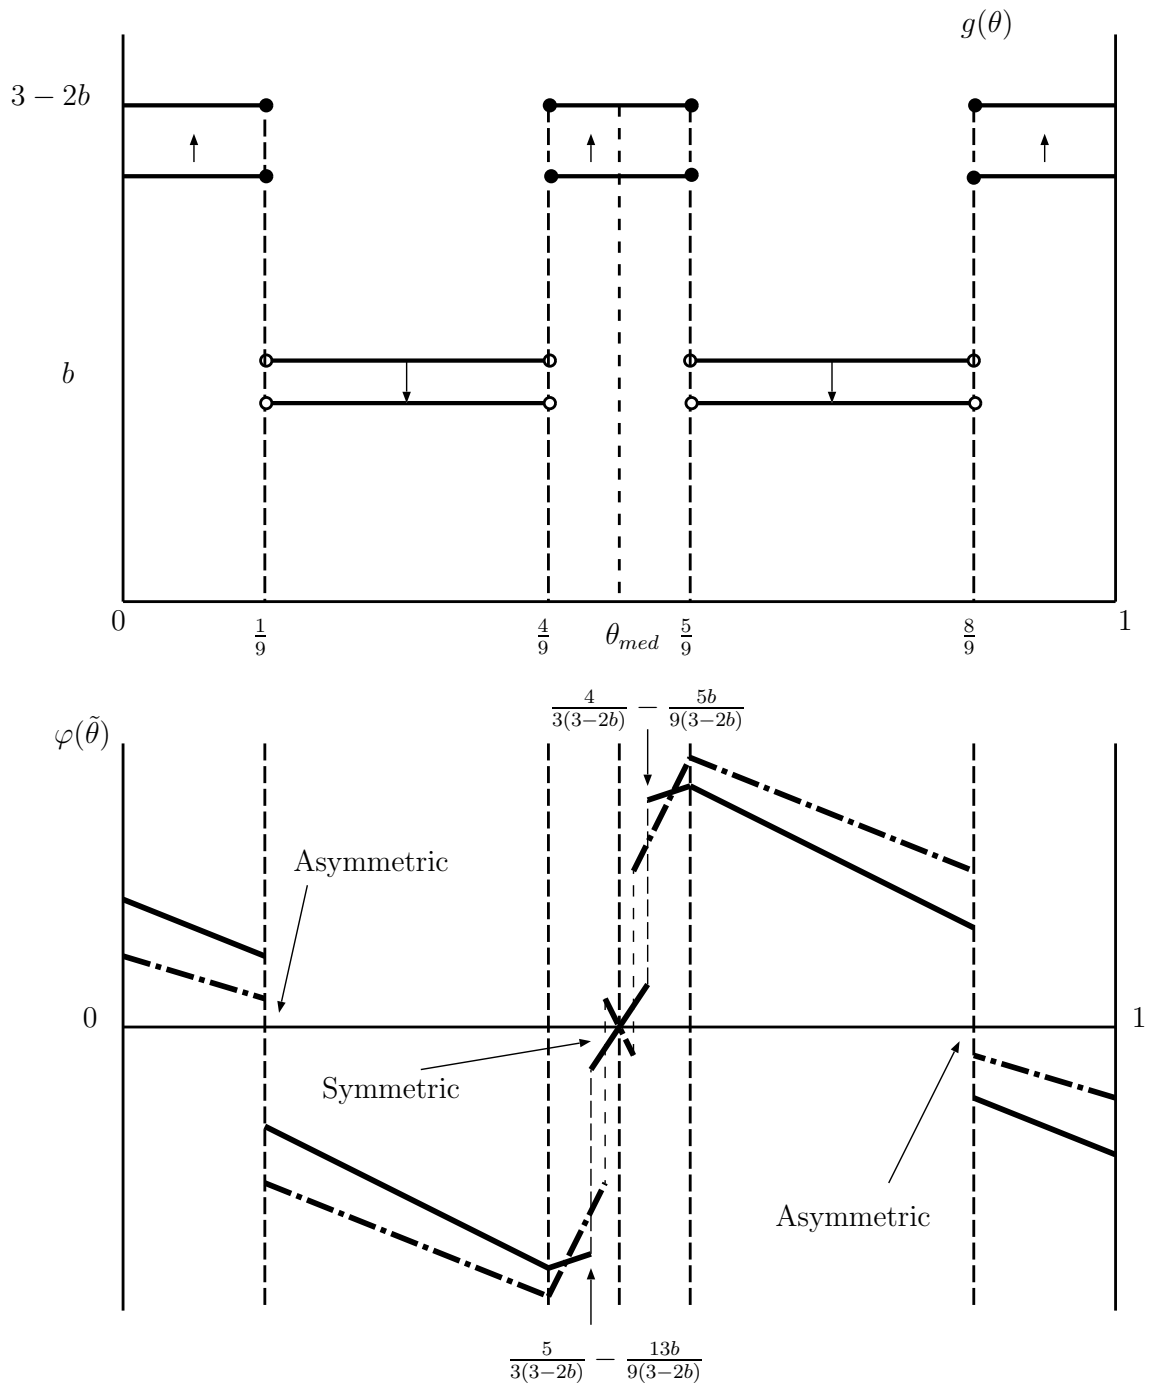 g(θ)
3 − 2b
b
0 1/9 4/9 θ_med 5/9 8/9 1
4/3(3−2b) − 5b/9(3−2b)
φ(θ̃)
Asymmetric
0 1
Symmetric
Asymmetric
5/3(3−2b) − 13b/9(3−2b)